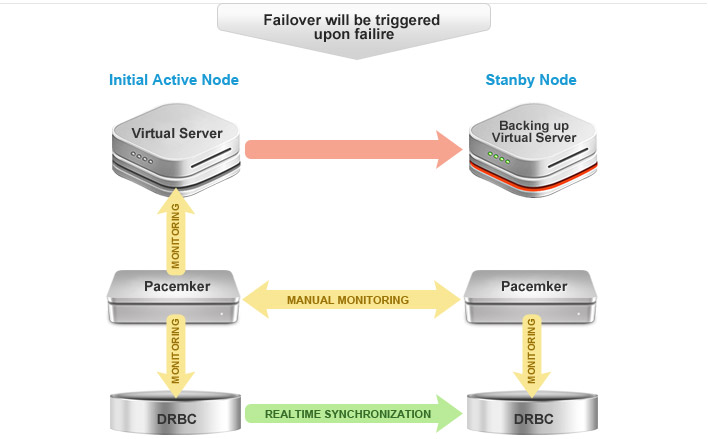 Failover will be triggered
upon failire
Initial Active Node
Stanby Node
Virtual Server
Backing up
Virtual Server
MONITORING
Pacemker
MANUAL MONITORING
Pacemker
MONITORING
MONITORING
DRBC
REALTIME SYNCHRONIZATION
DRBC